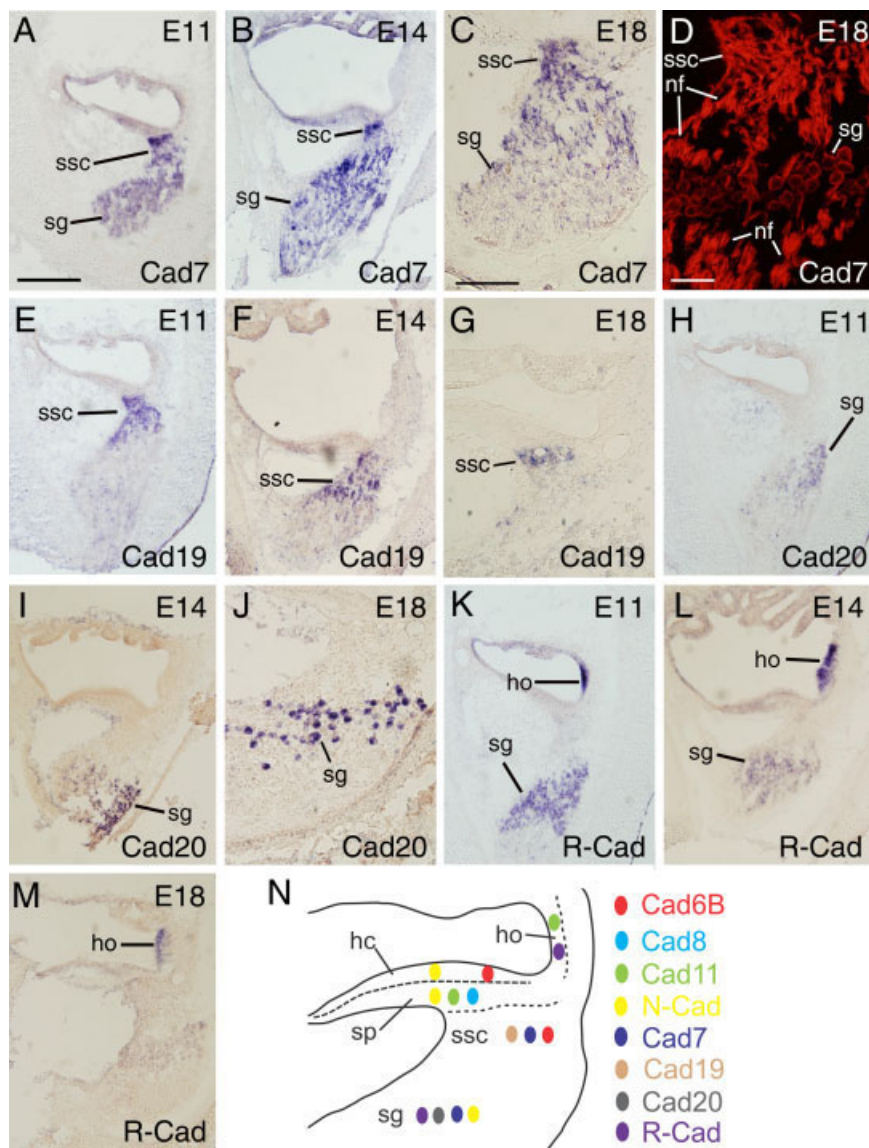 A E11
ssc
sg
Cad7
B E14
ssc
sg
Cad7
C E18
ssc
sg
Cad7
D E18
ssc
nf
sg
nf
Cad7
E E11
ssc
Cad19
F E14
ssc
Cad19
G E18
ssc
Cad19
H E11
sg
Cad20
I E14
sg
Cad20
J E18
sg
Cad20
K E11
ho
sg
R-Cad
L E14
ho
sg
R-Cad
M E18
ho
R-Cad
N
hc
ho
sp
ssc
sg
Cad6B
Cad8
Cad11
N-Cad
Cad7
Cad19
Cad20
R-Cad